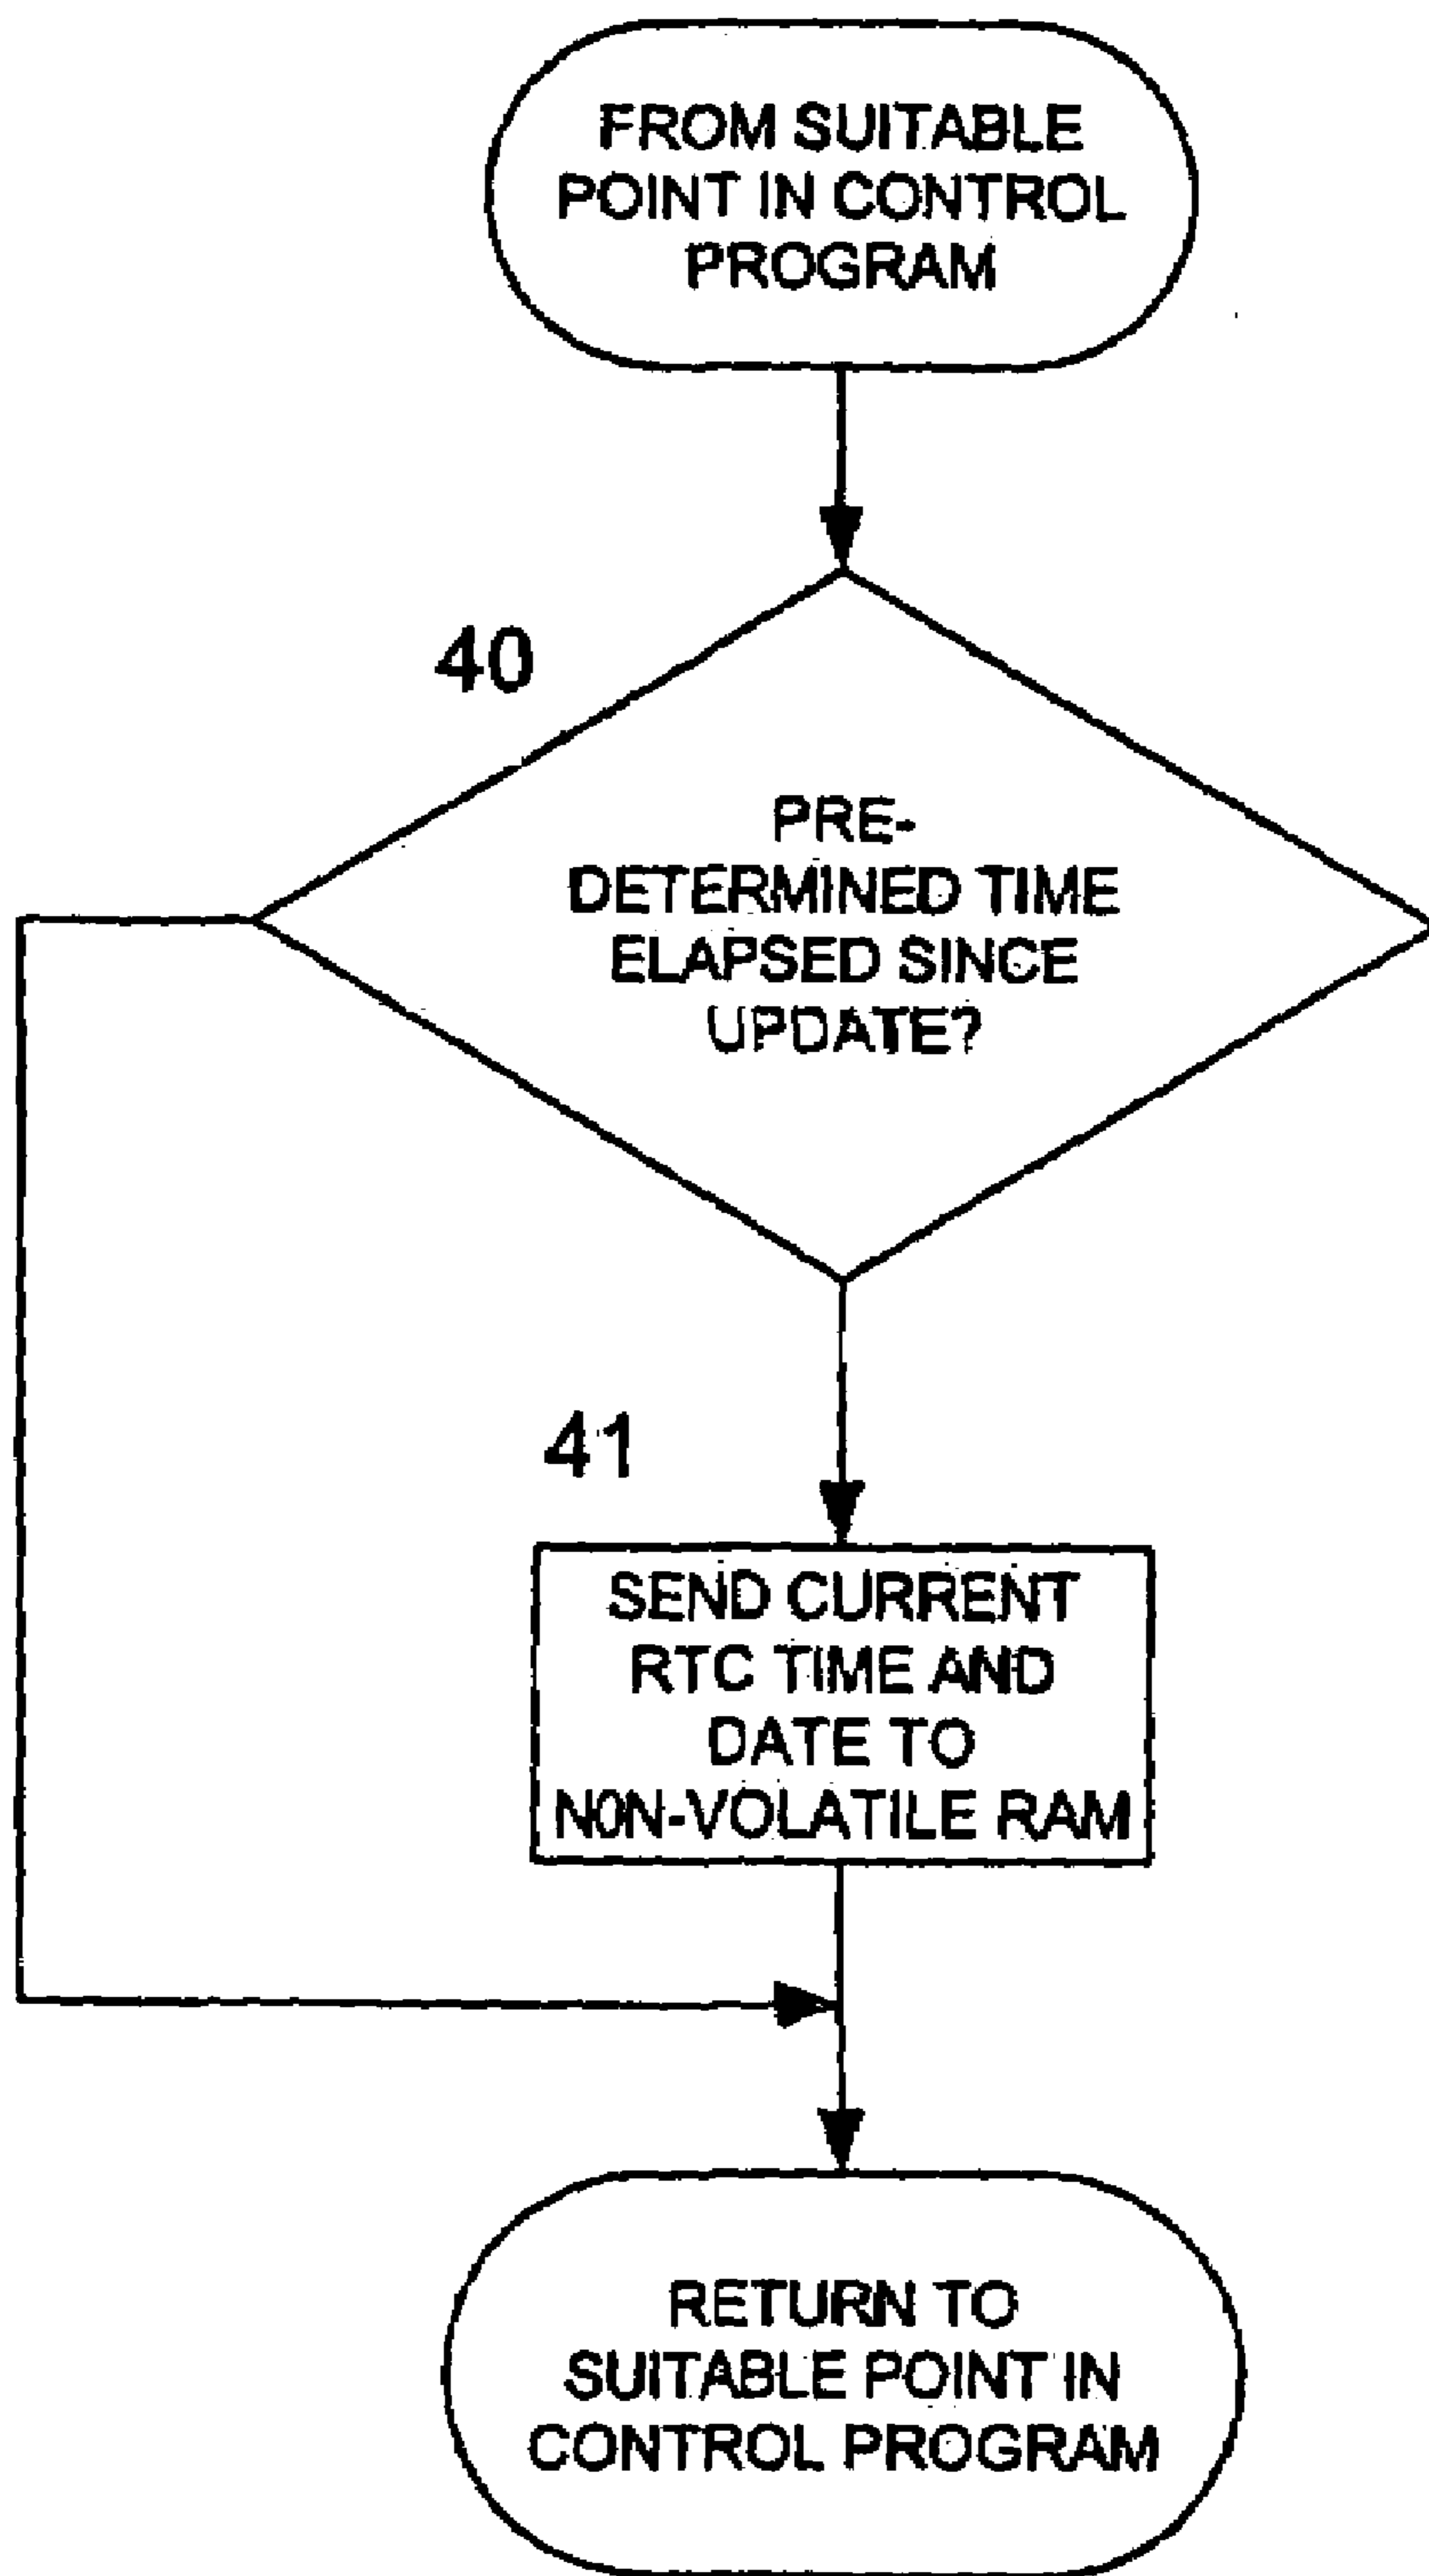 FROM SUITABLE
POINT IN CONTROL
PROGRAM
40
PRE-
DETERMINED TIME
ELAPSED SINCE
UPDATE?
41
SEND CURRENT
RTC TIME AND
DATE TO
N0N-VOLATILE RAM
RETURN TO
SUITABLE POINT IN
CONTROL PROGRAM